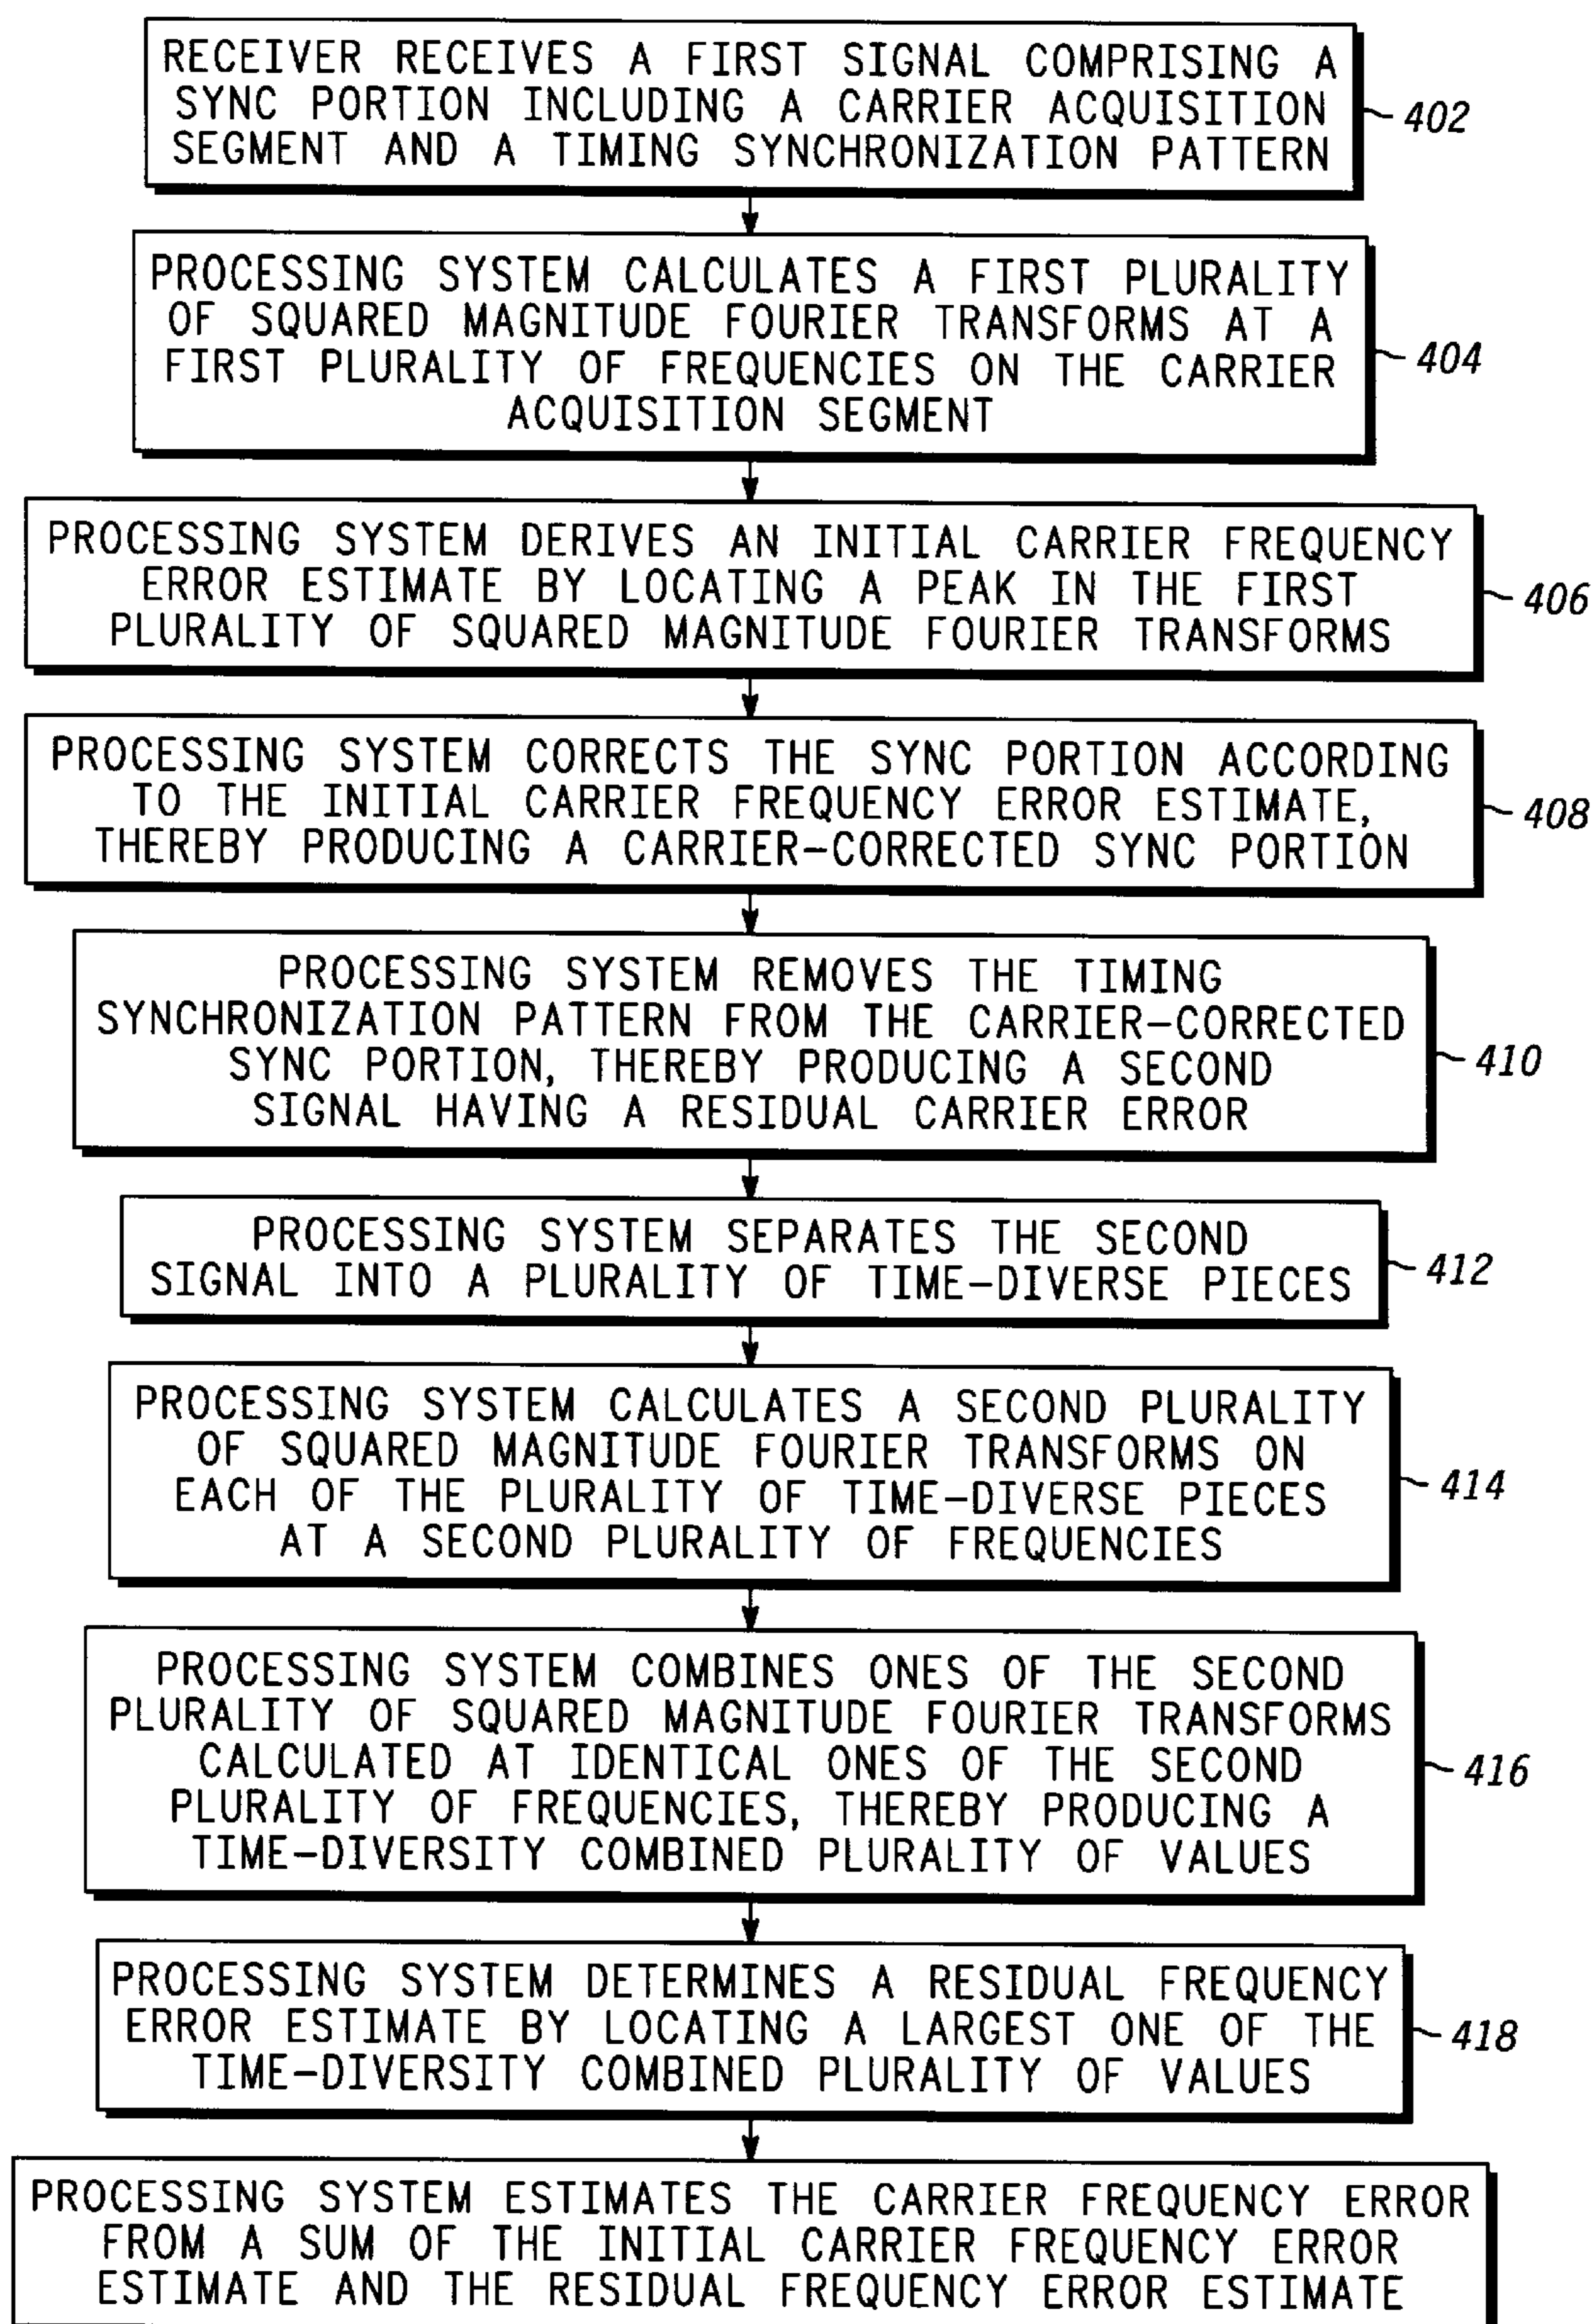 RECEIVER RECEIVES A FIRST SIGNAL COMPRISING A
SYNC PORTION INCLUDING A CARRIER ACQUISITION
SEGMENT AND A TIMING SYNCHRONIZATION PATTERN
402
PROCESSING SYSTEM CALCULATES A FIRST PLURALITY
OF SQUARED MAGNITUDE FOURIER TRANSFORMS AT A
FIRST PLURALITY OF FREQUENCIES ON THE CARRIER
ACQUISITION SEGMENT
404
PROCESSING SYSTEM DERIVES AN INITIAL CARRIER FREQUENCY
ERROR ESTIMATE BY LOCATING A PEAK IN THE FIRST
PLURALITY OF SQUARED MAGNITUDE FOURIER TRANSFORMS
406
PROCESSING SYSTEM CORRECTS THE SYNC PORTION ACCORDING
TO THE INITIAL CARRIER FREQUENCY ERROR ESTIMATE,
THEREBY PRODUCING A CARRIER-CORRECTED SYNC PORTION
408
PROCESSING SYSTEM REMOVES THE TIMING
SYNCHRONIZATION PATTERN FROM THE CARRIER-CORRECTED
SYNC PORTION, THEREBY PRODUCING A SECOND
SIGNAL HAVING A RESIDUAL CARRIER ERROR
410
PROCESSING SYSTEM SEPARATES THE SECOND
SIGNAL INTO A PLURALITY OF TIME-DIVERSE PIECES
412
PROCESSING SYSTEM CALCULATES A SECOND PLURALITY
OF SQUARED MAGNITUDE FOURIER TRANSFORMS ON
EACH OF THE PLURALITY OF TIME-DIVERSE PIECES
AT A SECOND PLURALITY OF FREQUENCIES
414
PROCESSING SYSTEM COMBINES ONES OF THE SECOND
PLURALITY OF SQUARED MAGNITUDE FOURIER TRANSFORMS
CALCULATED AT IDENTICAL ONES OF THE SECOND
PLURALITY OF FREQUENCIES, THEREBY PRODUCING A
TIME-DIVERSITY COMBINED PLURALITY OF VALUES
416
PROCESSING SYSTEM DETERMINES A RESIDUAL FREQUENCY
ERROR ESTIMATE BY LOCATING A LARGEST ONE OF THE
TIME-DIVERSITY COMBINED PLURALITY OF VALUES
418
PROCESSING SYSTEM ESTIMATES THE CARRIER FREQUENCY ERROR
FROM A SUM OF THE INITIAL CARRIER FREQUENCY ERROR
ESTIMATE AND THE RESIDUAL FREQUENCY ERROR ESTIMATE